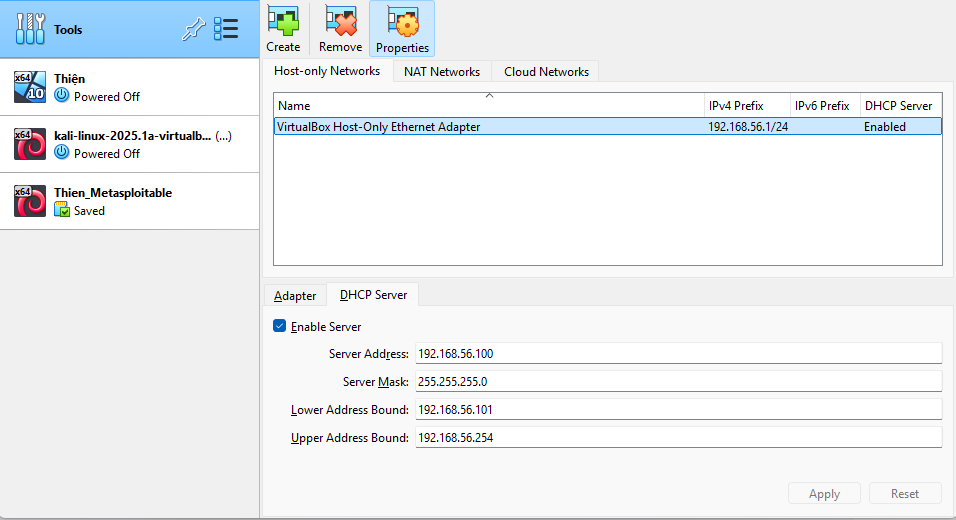 Tools
x64
10
Thiện
Powered Off
x64
kali-linux-2025.1a-virtualb... (...)
Powered Off
x64
Thien_Metasploitable
Saved
Create Remove Properties
Host-only Networks NAT Networks Cloud Networks
Name IPv4 Prefix IPv6 Prefix DHCP Server
VirtualBox Host-Only Ethernet Adapter 192.168.56.1/24 Enabled
Adapter DHCP Server
Enable Server
Server Address: 192.168.56.100
Server Mask: 255.255.255.0
Lower Address Bound: 192.168.56.101
Upper Address Bound: 192.168.56.254
Apply Reset